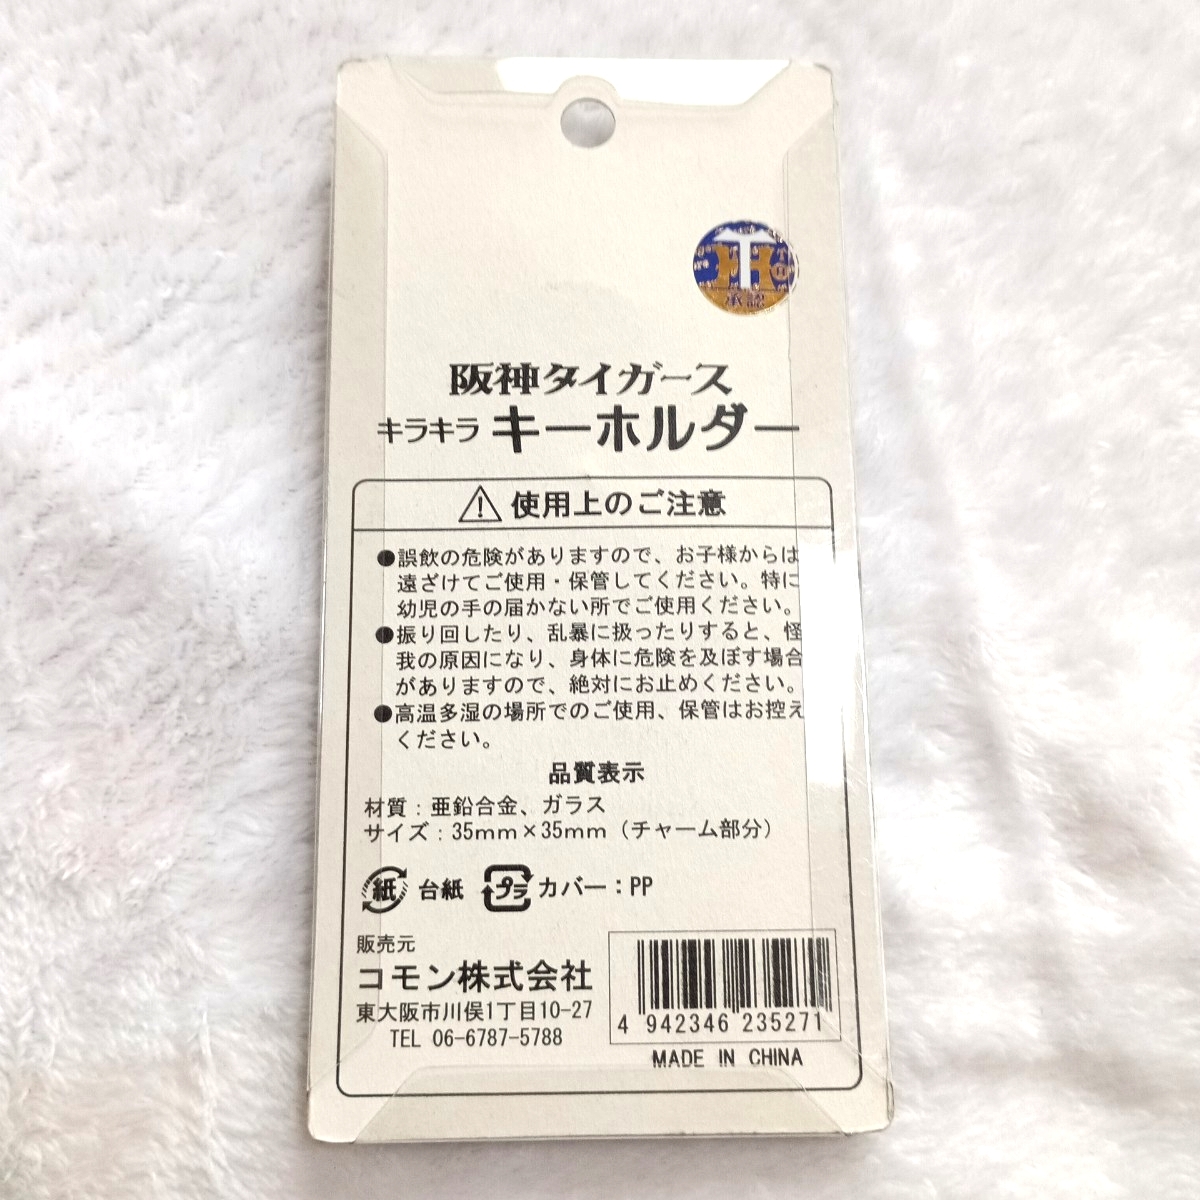 TH
承認
阪神タイガース
キラキラ キーホルダー
使用上のご注意
●誤飲の危険がありますので、お子様からは
遠ざけてご使用・保管してください。特に
幼児の手の届かない所でご使用ください。
●振り回したり、乱暴に扱ったりすると、怪
我の原因になり、身体に危険を及ぼす場合
がありますので、絶対にお止めください。
●高温多湿の場所でのご使用、保管はお控え
ください。
品質表示
材質：亜鉛合金、ガラス
サイズ：35mm×35mm（チャーム部分）
紙 台紙 プラ カバー：PP
販売元
コモン株式会社
東大阪市川俣1丁目10-27
TEL 06-6787-5788
4 942346 235271
MADE IN CHINA